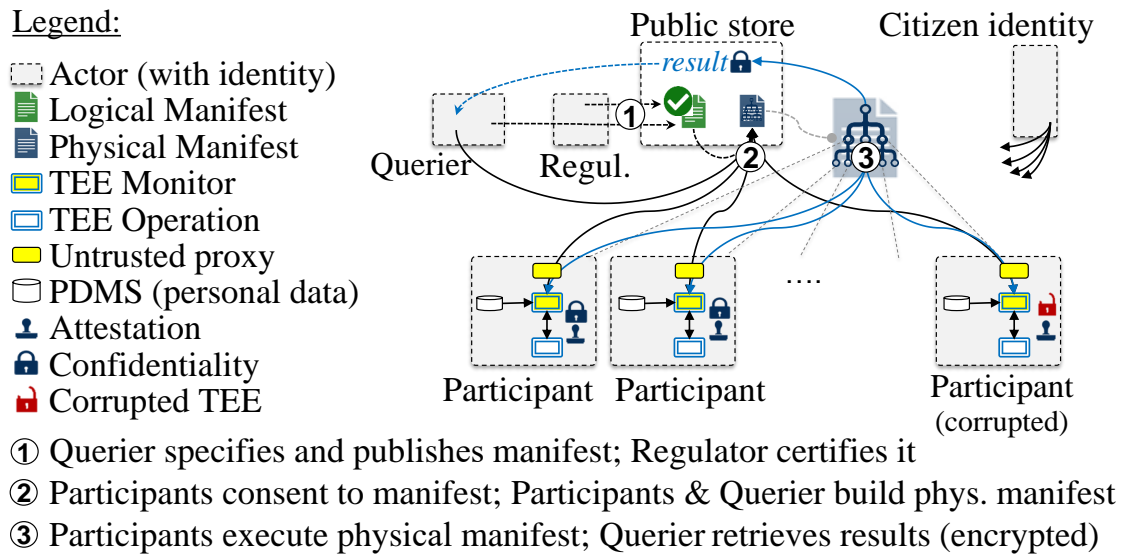 Legend:
Public store
Citizen identity
Actor (with identity)
result
Logical Manifest
1
Physical Manifest
Querier
Regul.
2
3
TEE Monitor
TEE Operation
Untrusted proxy
....
PDMS (personal data)
Attestation
Confidentiality
Participant
Participant
Participant
Corrupted TEE
(corrupted)
1 Querier specifies and publishes manifest; Regulator certifies it
2 Participants consent to manifest; Participants & Querier build phys. manifest
3 Participants execute physical manifest; Querier retrieves results (encrypted)